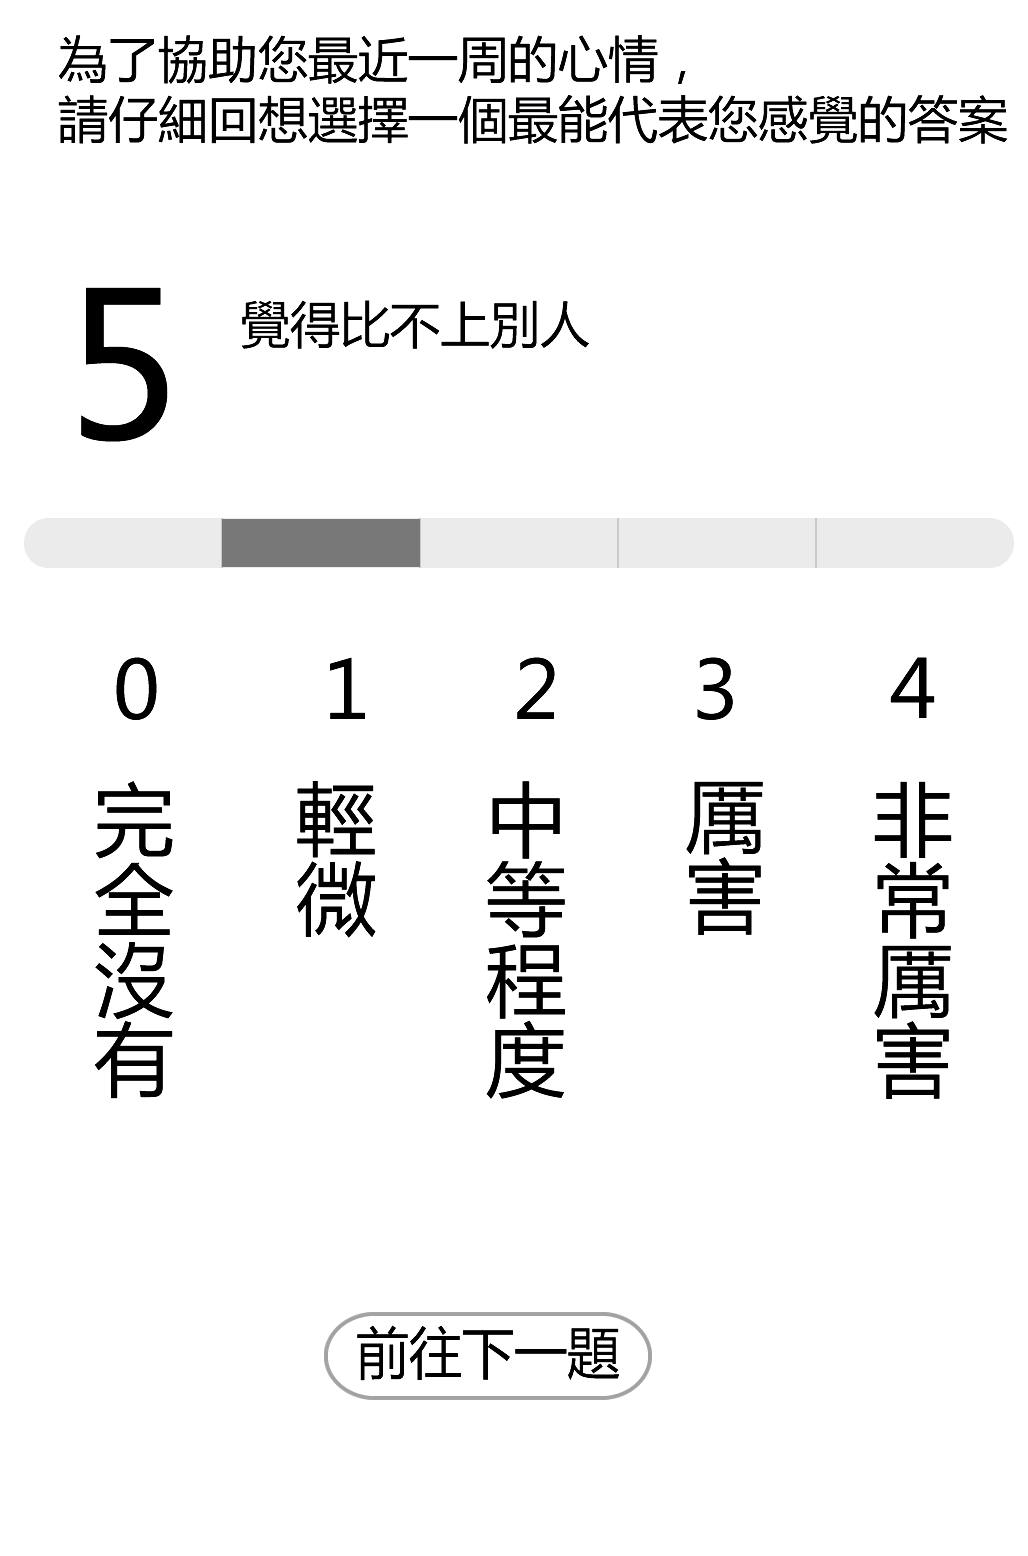 為了協助您最近一周的心情，
請仔細回想選擇一個最能代表您感覺的答案
5
覺得比不上別人
0 1 2 3 4
完全沒有
輕微
中等程度
厲害
非常厲害
前往下一題